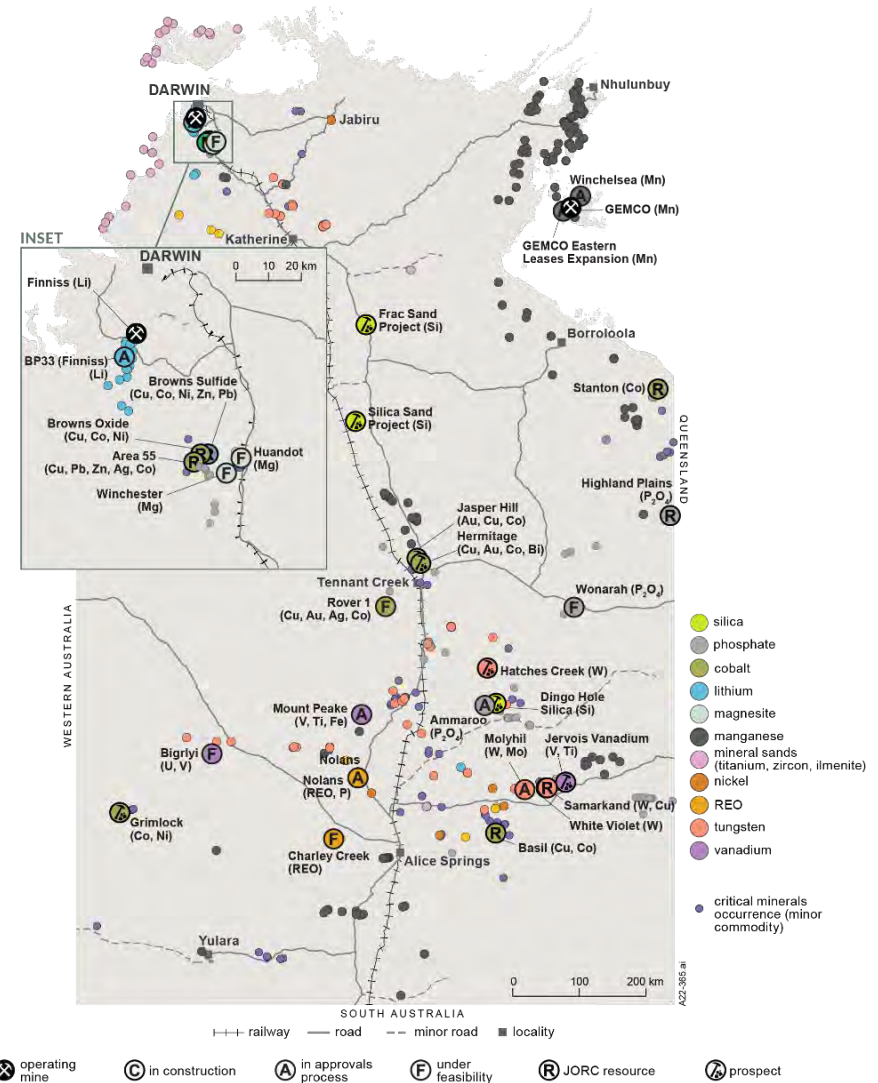 DARWIN
Nhulunbuy
Jabiru
Winchelsea (Mn)
GEMCO (Mn)
GEMCO Eastern
Leases Expansion (Mn)
Katherine
INSET
DARWIN
0 10 20 km
Finniss (Li)
BP33 (Finniss)
(Li)
Browns Sulfide
(Cu, Co, Ni, Zn, Pb)
Browns Oxide
(Cu, Co, Ni)
Area 55
(Cu, Pb, Zn, Ag, Co)
Huandot
(Mg)
Winchester
(Mg)
Frac Sand
Project (Si)
Borroloola
Stanton (Co)
Silica Sand
Project (Si)
QUEENSLAND
Highland Plains
(P₂O₄)
Jasper Hill
(Au, Cu, Co)
Hermitage
(Cu, Au, Co, Bi)
Tennant Creek
Rover 1
(Cu, Au, Ag, Co)
Wonarah (P₂O₄)
WESTERN AUSTRALIA
Hatches Creek (W)
Mount Peake
(V, Ti, Fe)
Ammaroo
(P₂O₄)
Dingo Hole
Silica (Si)
Molyhil
(W, Mo)
Jervois Vanadium
(V, Ti)
Bigrlyi
(U, V)
Nolans
Nolans
(REO, P)
Samarkand (W, Cu)
White Violet (W)
Grimlock
(Co, Ni)
Charley Creek
(REO)
Basil (Cu, Co)
Alice Springs
Yulara
0 100 200 km
A22-365.ai
SOUTH AUSTRALIA
silica
phosphate
cobalt
lithium
magnesite
manganese
mineral sands
(titanium, zircon, ilmenite)
nickel
REO
tungsten
vanadium
critical minerals
occurrence (minor
commodity)
railway road minor road locality
operating
mine
C in construction
A in approvals
process
F under
feasibility
R JORC resource
prospect